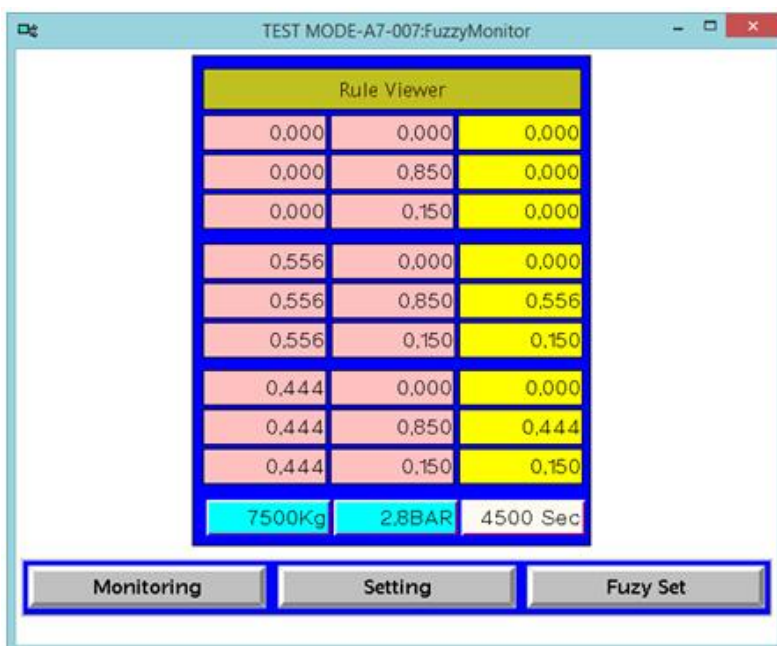 TEST MODE-A7-007:FuzzyMonitor
Rule Viewer
0,000 0,000 0,000
0,000 0,850 0,000
0,000 0,150 0,000
0,556 0,000 0,000
0,556 0,850 0,556
0,556 0,150 0,150
0,444 0,000 0,000
0,444 0,850 0,444
0,444 0,150 0,150
7500Kg 2,8BAR 4500 Sec
Monitoring Setting Fuzy Set